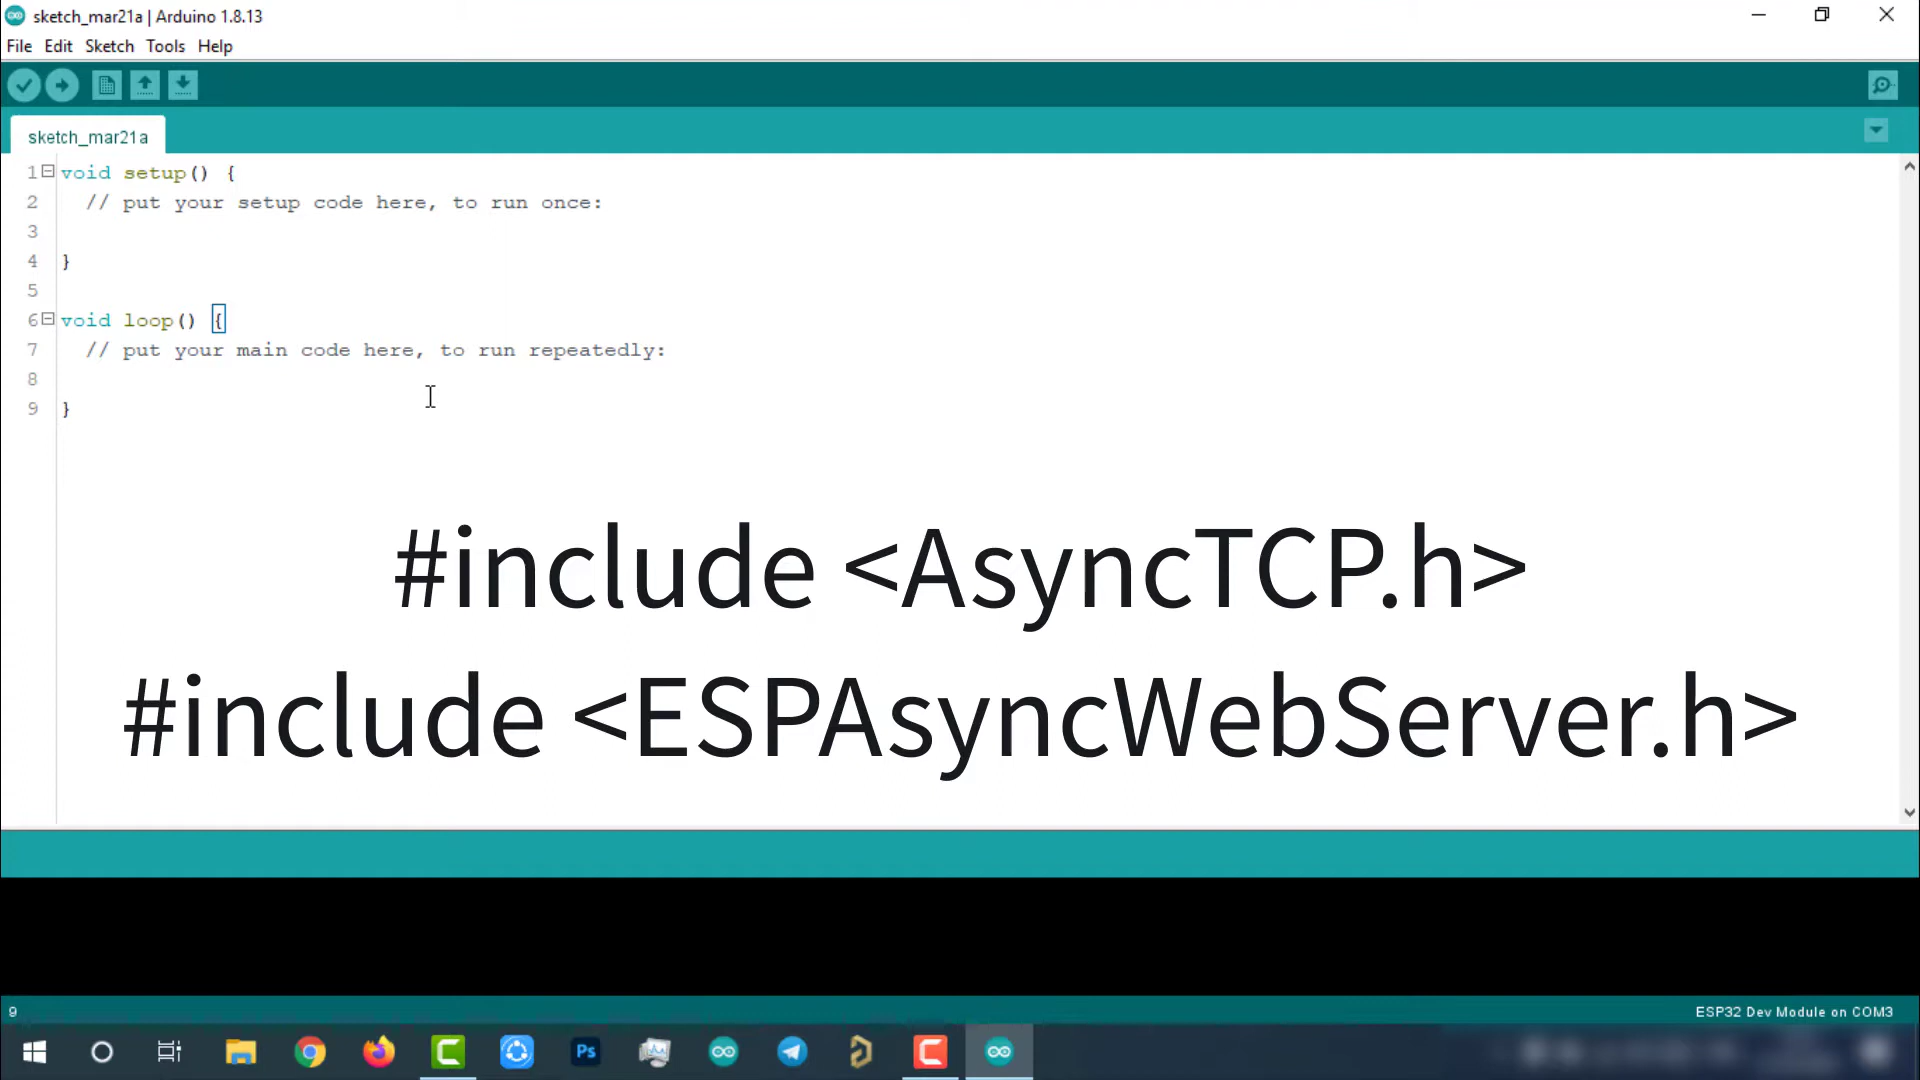 sketch_mar21a | Arduino 1.8.13
File Edit Sketch Tools Help
sketch_mar21a
1 void setup() {
2 // put your setup code here, to run once:
3
4 }
5
6 void loop() {
7 // put your main code here, to run repeatedly:
8
9 }
#include <AsyncTCP.h>
#include <ESPAsyncWebServer.h>
9 ESP32 Dev Module on COM3
Ps